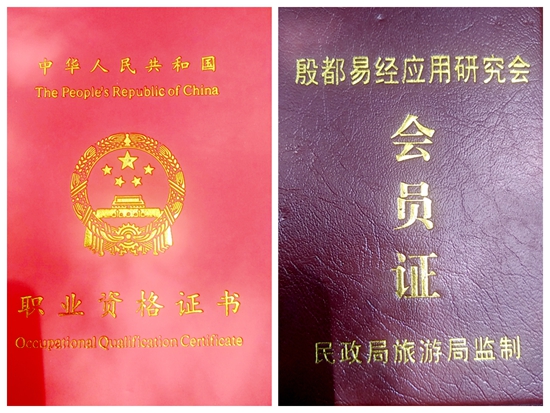 中华人民共和国
The People's Republic of China
职业资格证书
Occupational Qualification Certificate
殷都易经应用研究会
会
员
证
民政局旅游局监制